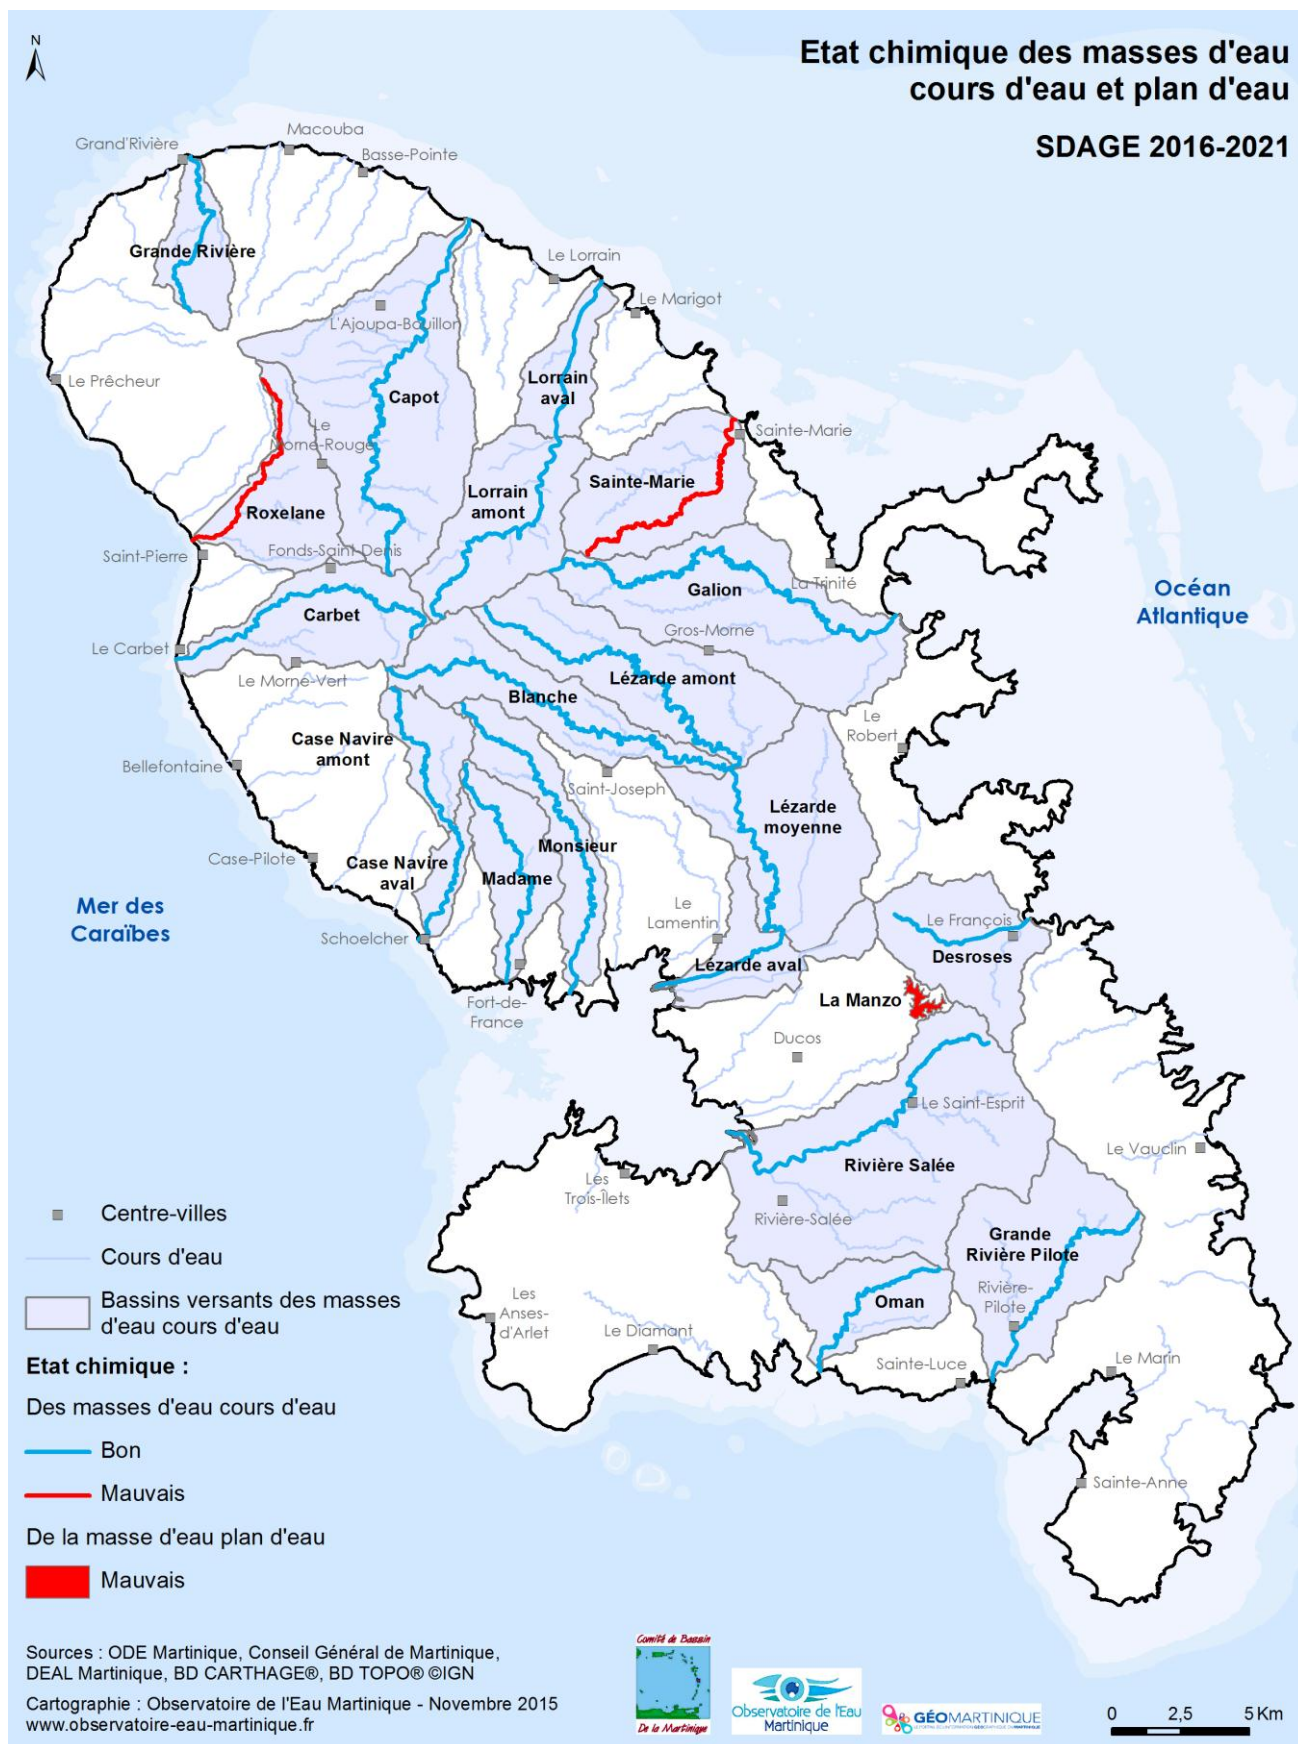 N
Etat chimique des masses d'eau
cours d'eau et plan d'eau
SDAGE 2016-2021
Grand'Rivière
Macouba
Basse-Pointe
Grande Rivière
Le Lorrain
Le Marigot
L'Ajoupa-Bouillon
Le Prêcheur
Capot
Lorrain
aval
Le
Morne-Rouge
Sainte-Marie
Sainte-Marie
Lorrain
amont
Roxelane
Saint-Pierre
Fonds-Saint-Denis
La Trinité
Galion
Océan
Atlantique
Carbet
Gros-Morne
Le Carbet
Le Morne-Vert
Lézarde amont
Blanche
Le
Robert
Case Navire
amont
Bellefontaine
Saint-Joseph
Lézarde
moyenne
Case-Pilote
Monsieur
Case Navire
aval
Madame
Mer des
Caraïbes
Le
Lamentin
Le François
Schoelcher
Desroses
Lézarde aval
Fort-de-
France
La Manzo
Ducos
Le Saint-Esprit
Le Vauclin
Rivière Salée
Les
Trois-Îlets
Rivière-Salée
Grande
Rivière Pilote
Rivière-
Pilote
Les
Anses-
d'Arlet
Oman
Le Diamant
Sainte-Luce
Le Marin
Sainte-Anne
Centre-villes
Cours d'eau
Bassins versants des masses
d'eau cours d'eau
Etat chimique :
Des masses d'eau cours d'eau
Bon
Mauvais
De la masse d'eau plan d'eau
Mauvais
Sources : ODE Martinique, Conseil Général de Martinique,
DEAL Martinique, BD CARTHAGE®, BD TOPO® ©IGN
Cartographie : Observatoire de l'Eau Martinique - Novembre 2015
www.observatoire-eau-martinique.fr
Comité de Bassin
De la Martinique
Observatoire de l'Eau
Martinique
GÉOMARTINIQUE
0 2,5 5 Km